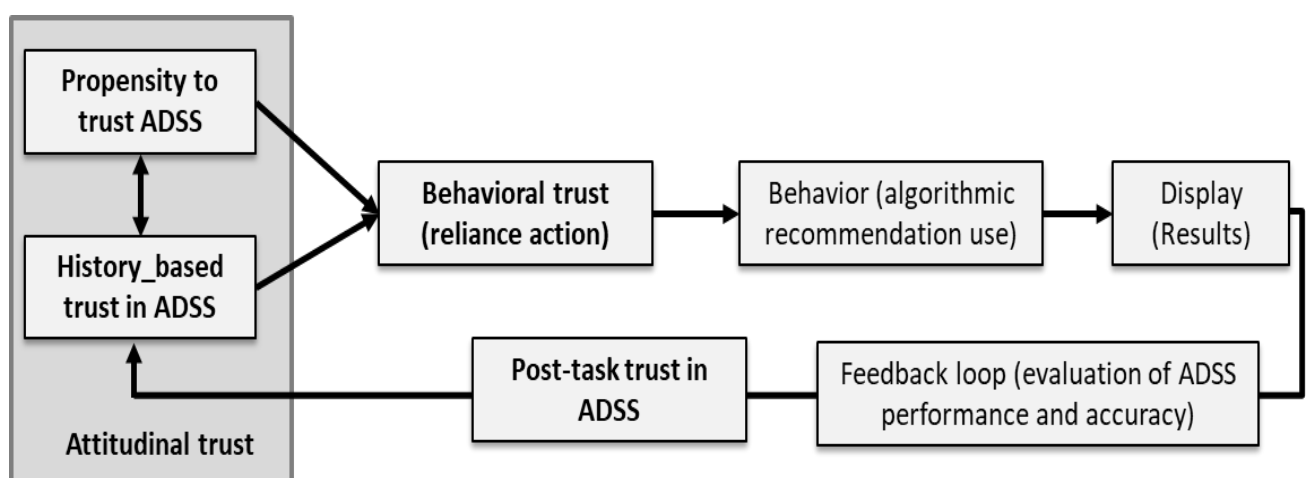 Propensity to
trust ADSS
History_based
trust in ADSS
Attitudinal trust
Behavioral trust
(reliance action)
Behavior (algorithmic
recommendation use)
Display
(Results)
Post-task trust in
ADSS
Feedback loop (evaluation of ADSS
performance and accuracy)